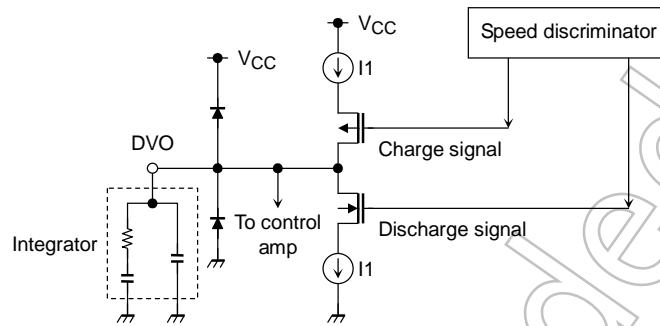 VCC
Speed discriminator
VCC
I1
DVO
Charge signal
To control
amp
Discharge signal
Integrator
I1